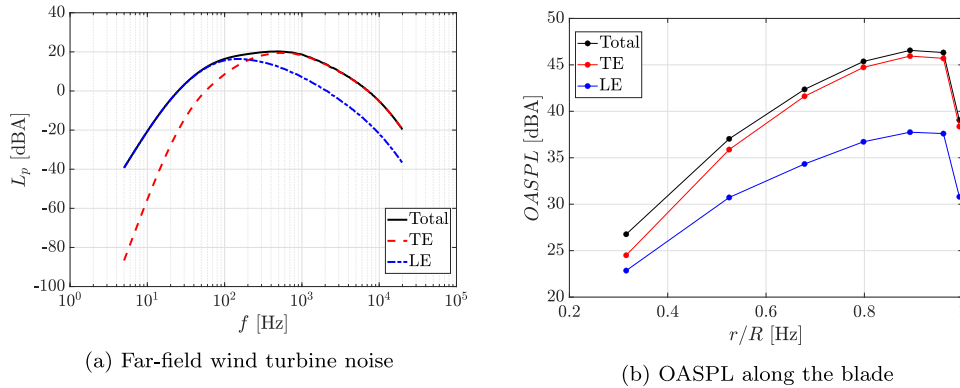 40
20
0
-20
-40
-60
-80
-100
10^0
10^1
10^2
10^3
10^4
10^5
L_p [dBA]
f [Hz]
Total
TE
LE
(a) Far-field wind turbine noise
50
45
40
35
30
25
20
0.2
0.4
0.6
0.8
OASPL [dBA]
r/R [Hz]
Total
TE
LE
(b) OASPL along the blade